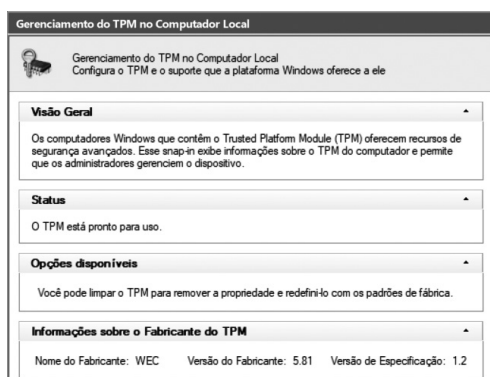 Gerenciamento do TPM no Computador Local
Gerenciamento do TPM no Computador Local
Configura o TPM e o suporte que a plataforma Windows oferece a ele
Visão Geral
Os computadores Windows que contêm o Trusted Platform Module (TPM) oferecem recursos de
segurança avançados. Esse snap-in exibe informações sobre o TPM do computador e permite
que os administradores gerenciem o dispositivo.
Status
O TPM está pronto para uso.
Opções disponíveis
Você pode limpar o TPM para remover a propriedade e redefini-lo com os padrões de fábrica.
Informações sobre o Fabricante do TPM
Nome do Fabricante: WEC Versão do Fabricante: 5.81 Versão de Especificação: 1.2